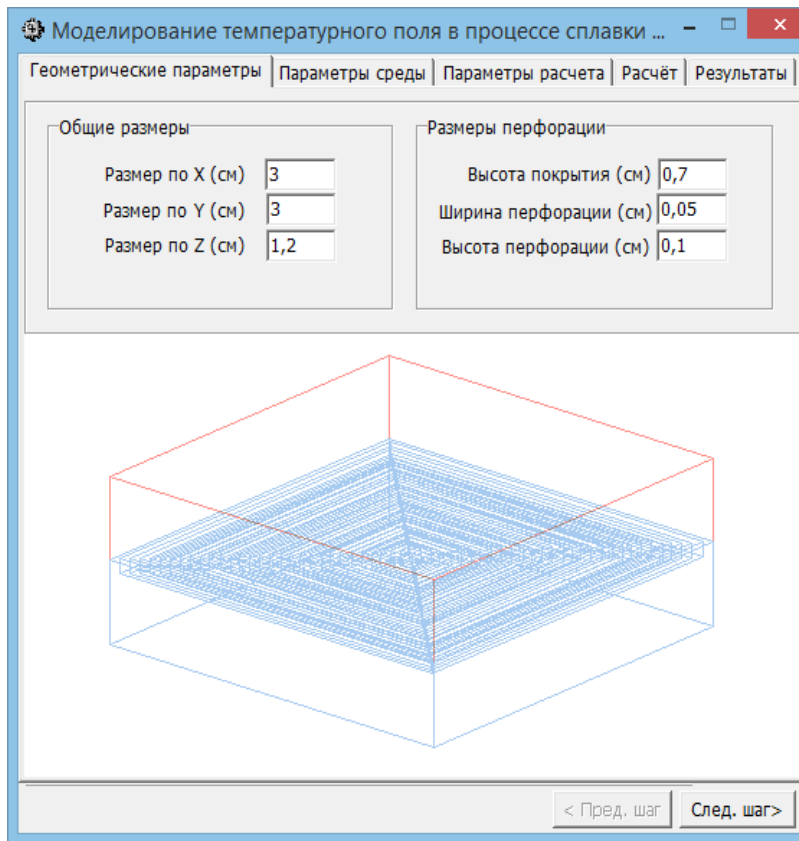 Моделирование температурного поля в процессе сплавки ...
Геометрические параметры Параметры среды Параметры расчета Расчёт Результаты
Общие размеры
Размер по X (см) 3
Размер по Y (см) 3
Размер по Z (см) 1,2
Размеры перфорации
Высота покрытия (см) 0,7
Ширина перфорации (см) 0,05
Высота перфорации (см) 0,1
< Пред. шаг След. шаг>